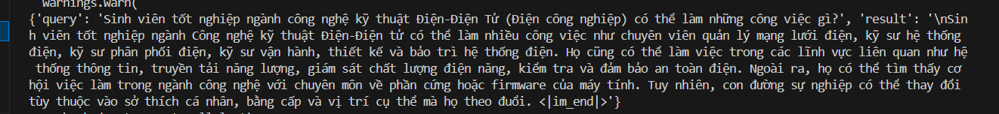 warnings.warn(
{'query': 'Sinh viên tốt nghiệp ngành công nghệ kỹ thuật Điện-Điện Tử (Điện công nghiệp) có thể làm những công việc gì?', 'result': '\nSin
h viên tốt nghiệp ngành Công nghệ kỹ thuật Điện-Điện tử có thể làm nhiều công việc như chuyên viên quản lý mạng lưới điện, kỹ sư hệ thống
điện, kỹ sư phân phối điện, kỹ sư vận hành, thiết kế và bảo trì hệ thống điện. Họ cũng có thể làm việc trong các lĩnh vực liên quan như hệ
thống thông tin, truyền tải năng lượng, giám sát chất lượng điện năng, kiểm tra và đảm bảo an toàn điện. Ngoài ra, họ có thể tìm thấy cơ
hội việc làm trong ngành công nghệ với chuyên môn về phần cứng hoặc firmware của máy tính. Tuy nhiên, con đường sự nghiệp có thể thay đổi
tùy thuộc vào sở thích cá nhân, bằng cấp và vị trí cụ thể mà họ theo đuổi. <|im_end|>'}